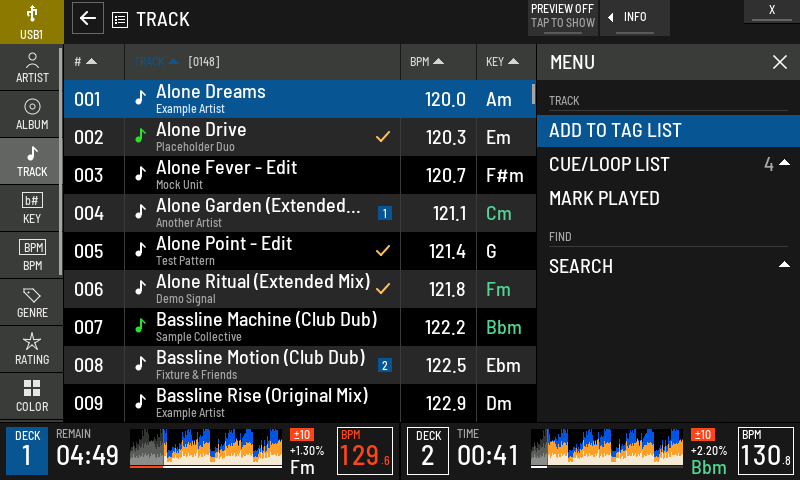 USB1
TRACK
PREVIEW OFF
TAP TO SHOW
INFO
X
ARTIST
ALBUM
TRACK
b#
KEY
BPM
BPM
GENRE
RATING
COLOR
# TRACK [0148] BPM KEY
001 Alone Dreams 120.0 Am
Example Artist
002 Alone Drive 120.3 Em
Placeholder Duo
003 Alone Fever - Edit 120.7 F#m
Mock Unit
004 Alone Garden (Extended... 1 121.1 Cm
Another Artist
005 Alone Point - Edit 121.4 G
Test Pattern
006 Alone Ritual (Extended Mix) 121.8 Fm
Demo Signal
007 Bassline Machine (Club Dub) 122.2 Bbm
Sample Collective
008 Bassline Motion (Club Dub) 2 122.5 Ebm
Fixture & Friends
009 Bassline Rise (Original Mix) 122.9 Dm
Example Artist
MENU
TRACK
ADD TO TAG LIST
CUE/LOOP LIST 4
MARK PLAYED
FIND
SEARCH
DECK
1
REMAIN
04:49
±10
+1.30%
Fm
BPM
129.6
DECK
2
TIME
00:41
±10
+2.20%
Bbm
BPM
130.8